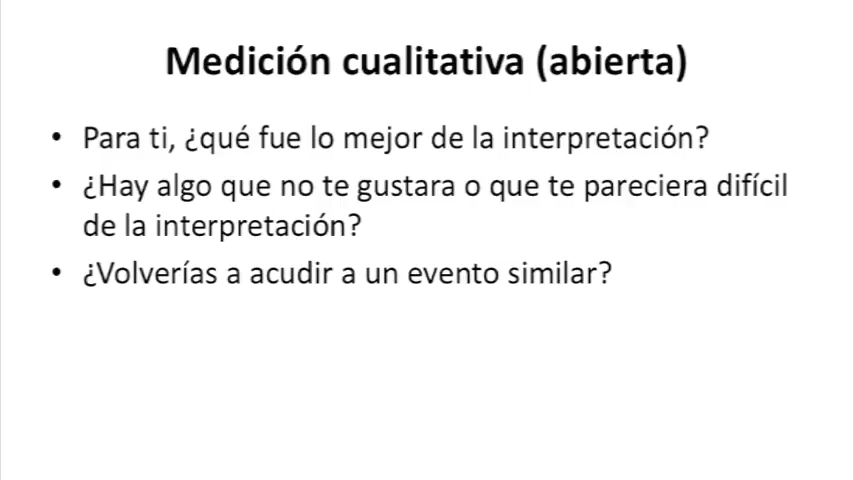 Medición cualitativa (abierta)
• Para ti, ¿qué fue lo mejor de la interpretación?
• ¿Hay algo que no te gustara o que te pareciera difícil
de la interpretación?
• ¿Volverías a acudir a un evento similar?